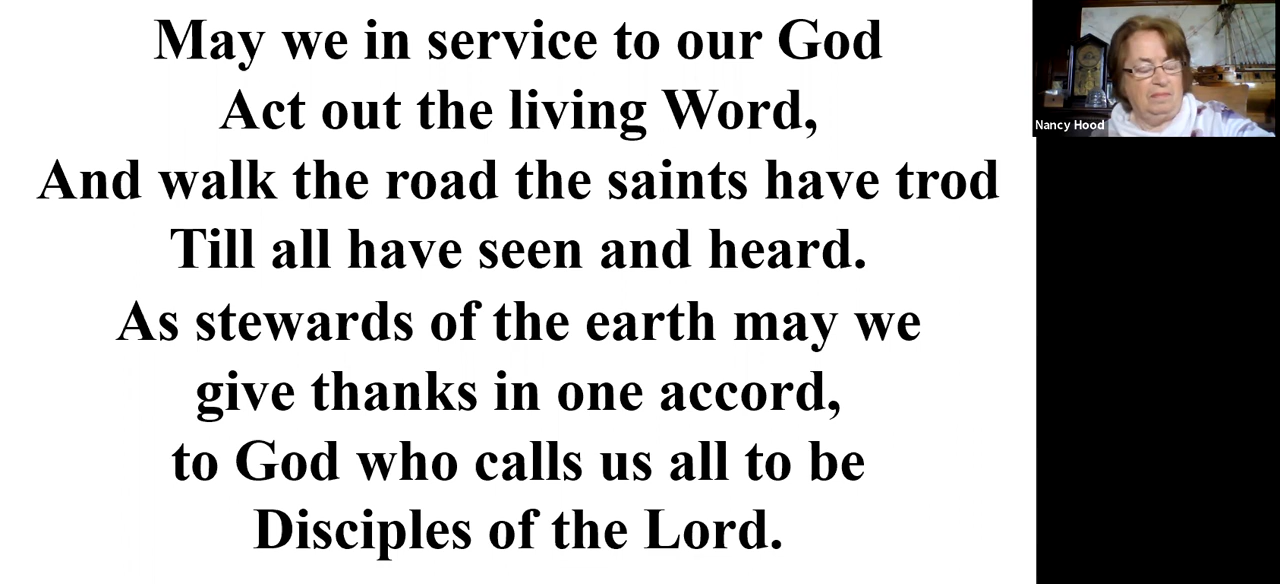 May we in service to our God
Act out the living Word,
And walk the road the saints have trod
Till all have seen and heard.
As stewards of the earth may we
give thanks in one accord,
to God who calls us all to be
Disciples of the Lord.
Nancy Hood